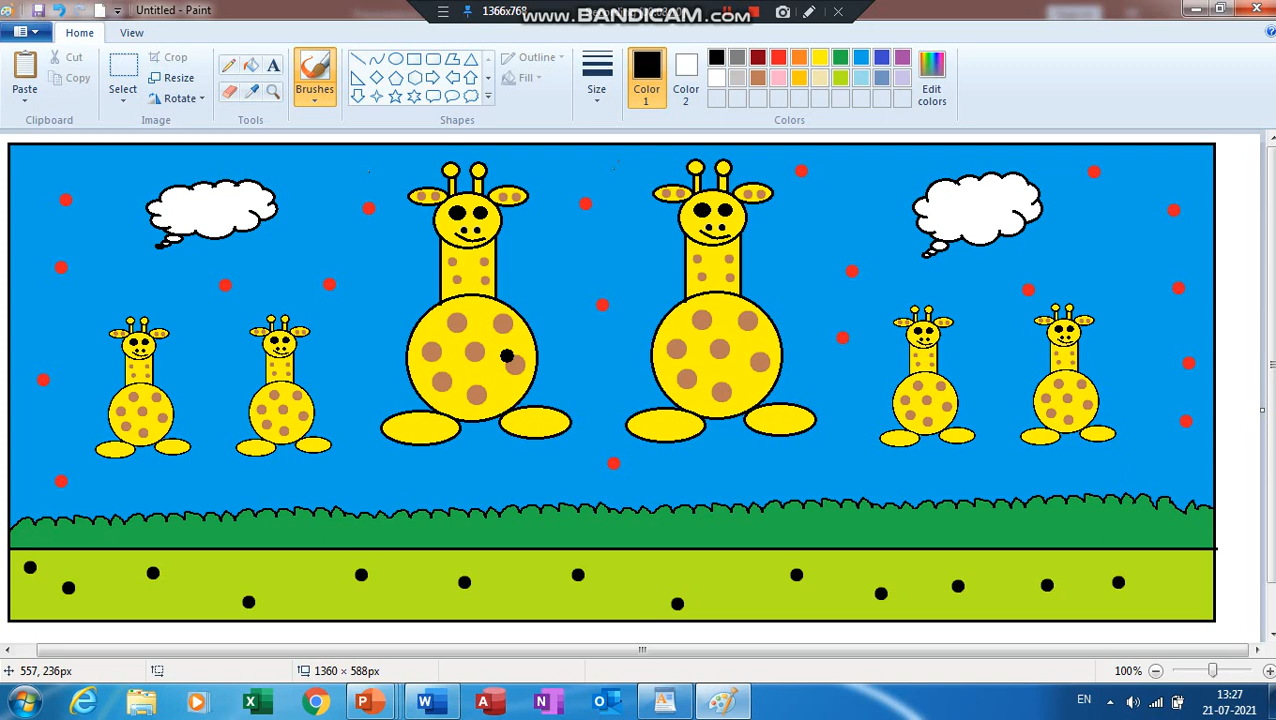 Untitled - Paint
1366x768
www.BANDICAM.com
Home
View
Paste
Cut
Copy
Clipboard
Select
Crop
Resize
Rotate
Image
A
Tools
Brushes
Shapes
Outline
Fill
Size
Color 1
Color 2
Edit colors
Colors
557, 236px
1360 × 588px
100%
EN
13:27
21-07-2021